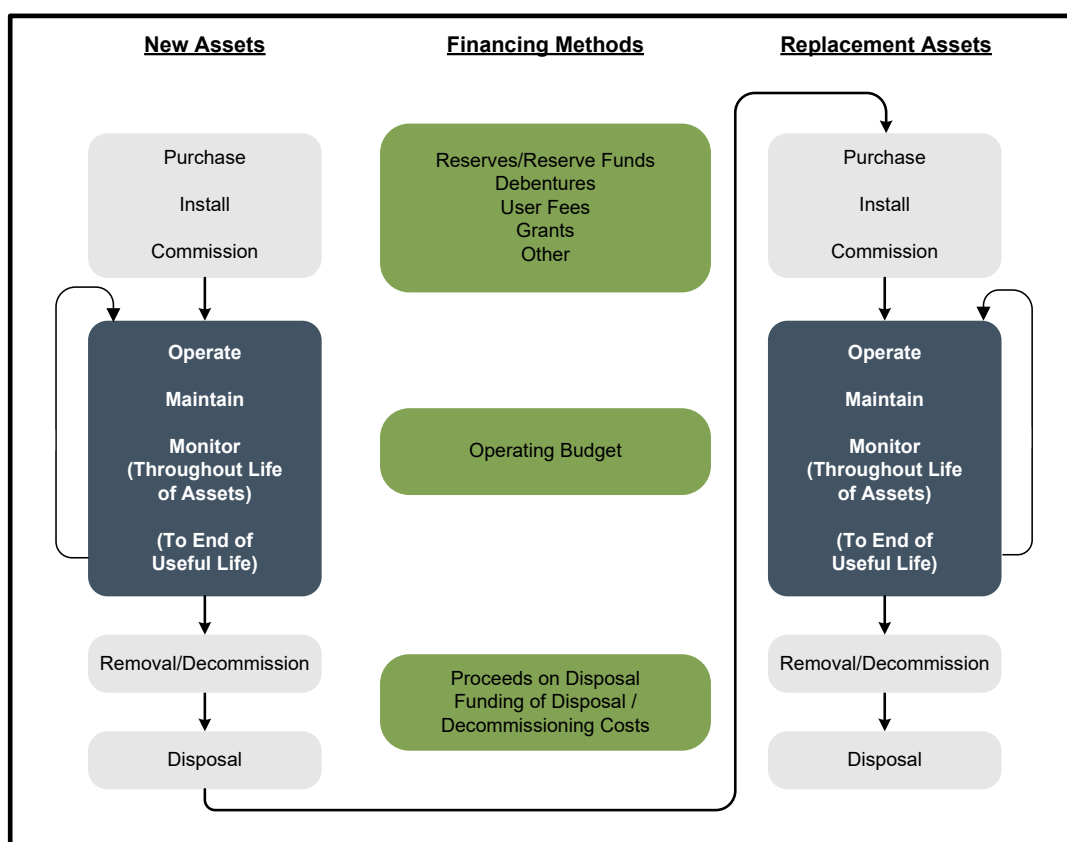 New Assets
Financing Methods
Replacement Assets
Purchase
Install
Commission
Operate
Maintain
Monitor
(Throughout Life
of Assets)
(To End of
Useful Life)
Removal/Decommission
Disposal
Reserves/Reserve Funds
Debentures
User Fees
Grants
Other
Operating Budget
Proceeds on Disposal
Funding of Disposal /
Decommissioning Costs
Purchase
Install
Commission
Operate
Maintain
Monitor
(Throughout Life
of Assets)
(To End of
Useful Life)
Removal/Decommission
Disposal